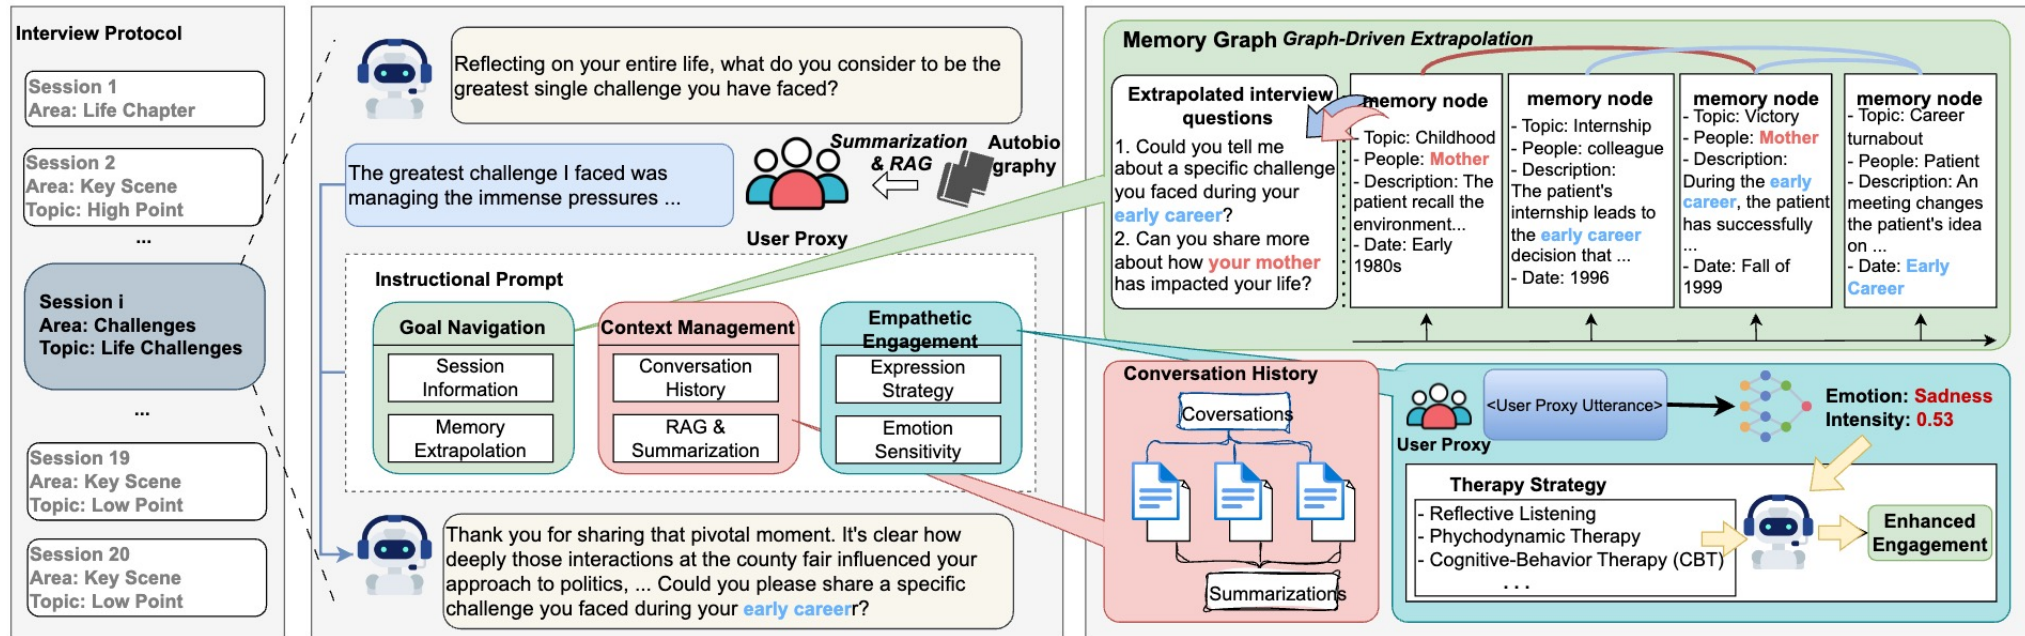 Interview Protocol
Session 1
Area: Life Chapter
Session 2
Area: Key Scene
Topic: High Point
...
Session i
Area: Challenges
Topic: Life Challenges
...
Session 19
Area: Key Scene
Topic: Low Point
Session 20
Area: Key Scene
Topic: Low Point
Reflecting on your entire life, what do you consider to be the
greatest single challenge you have faced?
The greatest challenge I faced was
managing the immense pressures ...
Summarization
& RAG
Autobio
graphy
User Proxy
Instructional Prompt
Goal Navigation
Session
Information
Memory
Extrapolation
Context Management
Conversation
History
RAG &
Summarization
Empathetic
Engagement
Expression
Strategy
Emotion
Sensitivity
Thank you for sharing that pivotal moment. It's clear how
deeply those interactions at the county fair influenced your
approach to politics, ... Could you please share a specific
challenge you faced during your early careerr?
Memory Graph Graph-Driven Extrapolation
Extrapolated interview
questions
1. Could you tell me
about a specific challenge
you faced during your
early career?
2. Can you share more
about how your mother
has impacted your life?
memory node
- Topic: Childhood
- People: Mother
- Description: The
patient recall the
environment...
- Date: Early
1980s
memory node
- Topic: Internship
- People: colleague
- Description:
The patient's
internship leads to
the early career
decision that ...
- Date: 1996
memory node
- Topic: Victory
- People: Mother
- Description:
During the early
career, the patient
has successfully
...
- Date: Fall of
1999
memory node
- Topic: Career
turnabout
- People: Patient
- Description: An
meeting changes
the patient's idea
on ...
- Date: Early
Career
Conversation History
Coversations
Summarizations
User Proxy
<User Proxy Utterance>
Emotion: Sadness
Intensity: 0.53
Therapy Strategy
- Reflective Listening
- Phychodynamic Therapy
- Cognitive-Behavior Therapy (CBT)
...
Enhanced
Engagement